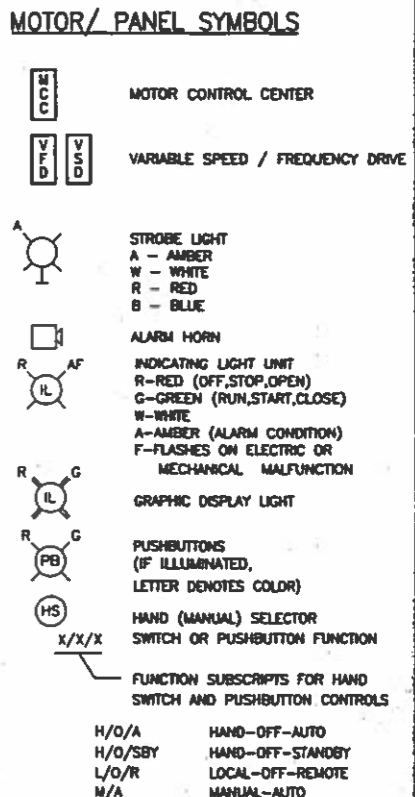 MOTOR/ PANEL SYMBOLS
MCC
MOTOR CONTROL CENTER
VFD VSD
VARIABLE SPEED / FREQUENCY DRIVE
A
STROBE LIGHT
A – AMBER
W – WHITE
R – RED
B – BLUE
ALARM HORN
R AF
IL
INDICATING LIGHT UNIT
R-RED (OFF,STOP,OPEN)
G-GREEN (RUN,START,CLOSE)
W-WHITE
A-AMBER (ALARM CONDITION)
F-FLASHES ON ELECTRIC OR
MECHANICAL MALFUNCTION
R G
IL
GRAPHIC DISPLAY LIGHT
R G
PB
PUSHBUTTONS
(IF ILLUMINATED,
LETTER DENOTES COLOR)
HS
HAND (MANUAL) SELECTOR
X/X/X SWITCH OR PUSHBUTTON FUNCTION
FUNCTION SUBSCRIPTS FOR HAND
SWITCH AND PUSHBUTTON CONTROLS
H/O/A HAND-OFF-AUTO
H/O/SBY HAND-OFF-STANDBY
L/O/R LOCAL-OFF-REMOTE
M/A MANUAL-AUTO